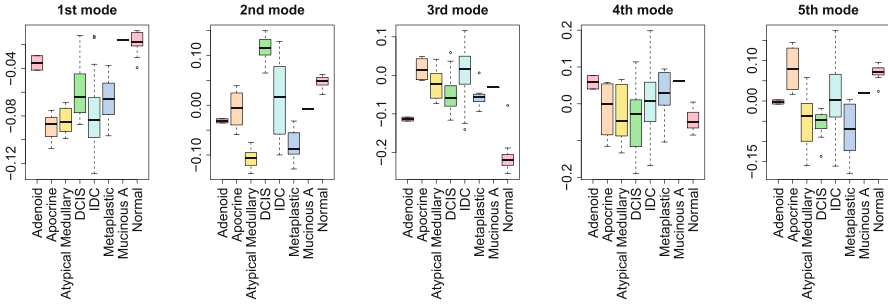 1st mode
-0.04
-0.08
-0.12
Adenoid
Apocrine
Atypical Medullary
DCIS
IDC
Metaplastic
Mucinous A
Normal
2nd mode
0.10
0.00
-0.10
Adenoid
Apocrine
Atypical Medullary
DCIS
IDC
Metaplastic
Mucinous A
Normal
3rd mode
0.1
0.0
-0.1
-0.2
Adenoid
Apocrine
Atypical Medullary
DCIS
IDC
Metaplastic
Mucinous A
Normal
4th mode
0.2
0.1
0.0
-0.2
Adenoid
Apocrine
Atypical Medullary
DCIS
IDC
Metaplastic
Mucinous A
Normal
5th mode
0.15
0.05
-0.05
-0.15
Adenoid
Apocrine
Atypical Medullary
DCIS
IDC
Metaplastic
Mucinous A
Normal